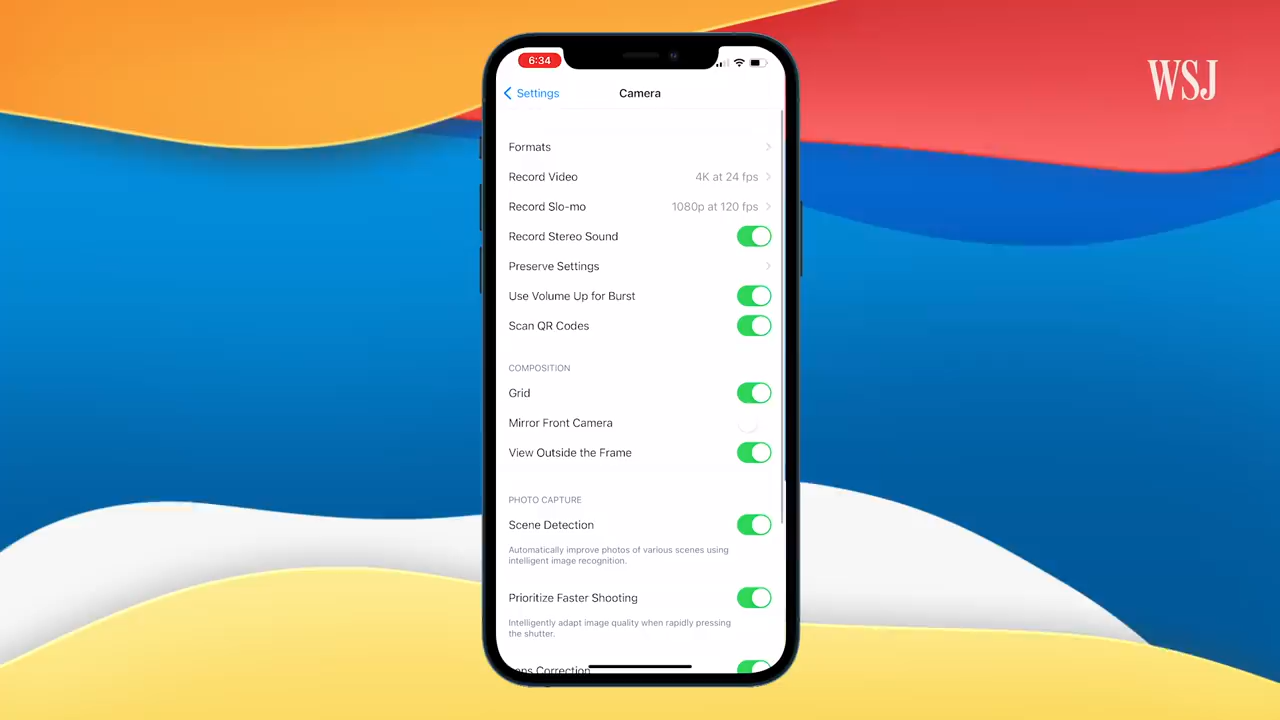 WSJ
6:34
Settings
Camera
Formats
Record Video 4K at 24 fps
Record Slo-mo 1080p at 120 fps
Record Stereo Sound
Preserve Settings
Use Volume Up for Burst
Scan QR Codes
COMPOSITION
Grid
Mirror Front Camera
View Outside the Frame
PHOTO CAPTURE
Scene Detection
Automatically improve photos of various scenes using
intelligent image recognition.
Prioritize Faster Shooting
Intelligently adapt image quality when rapidly pressing
the shutter.
Lens Correction